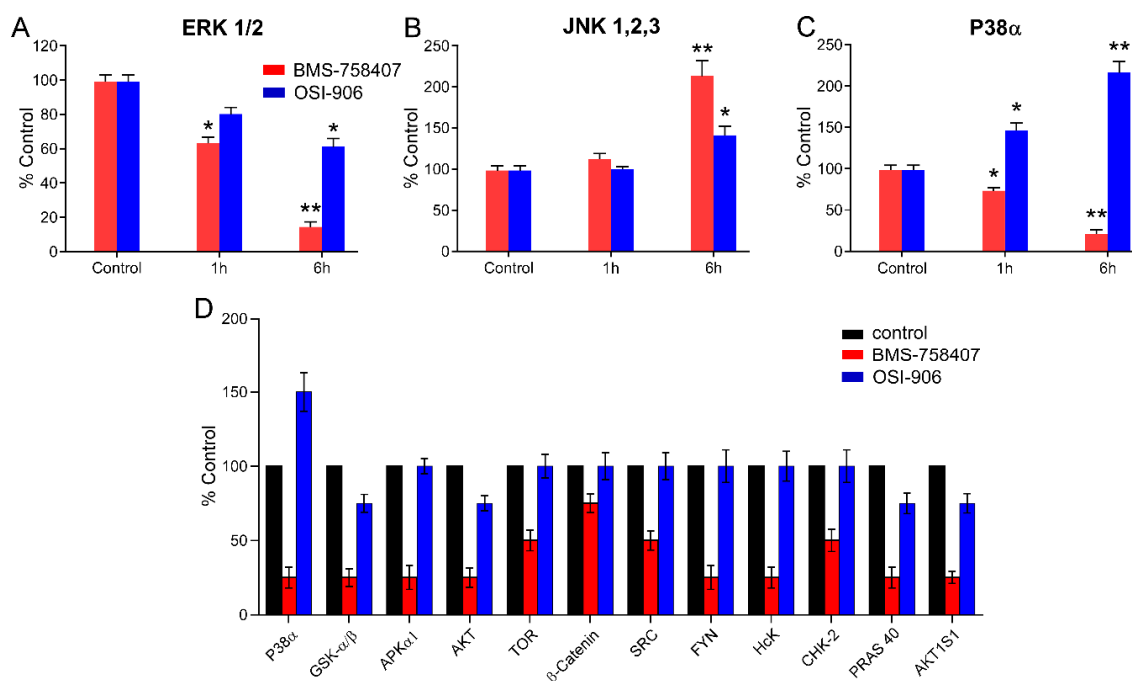 A
ERK 1/2
% Control
120
100
80
60
40
20
0
BMS-758407
OSI-906
*
**
*
Control
1h
6h
B
JNK 1,2,3
% Control
250
200
150
100
50
0
**
*
Control
1h
6h
C
P38α
% Control
250
200
150
100
50
0
*
*
**
**
Control
1h
6h
D
% Control
200
150
100
50
0
control
BMS-758407
OSI-906
P38α
GSK-α/β
APKα1
AKT
TOR
β-Catenin
SRC
FYN
HcK
CHK-2
PRAS 40
AKT1S1